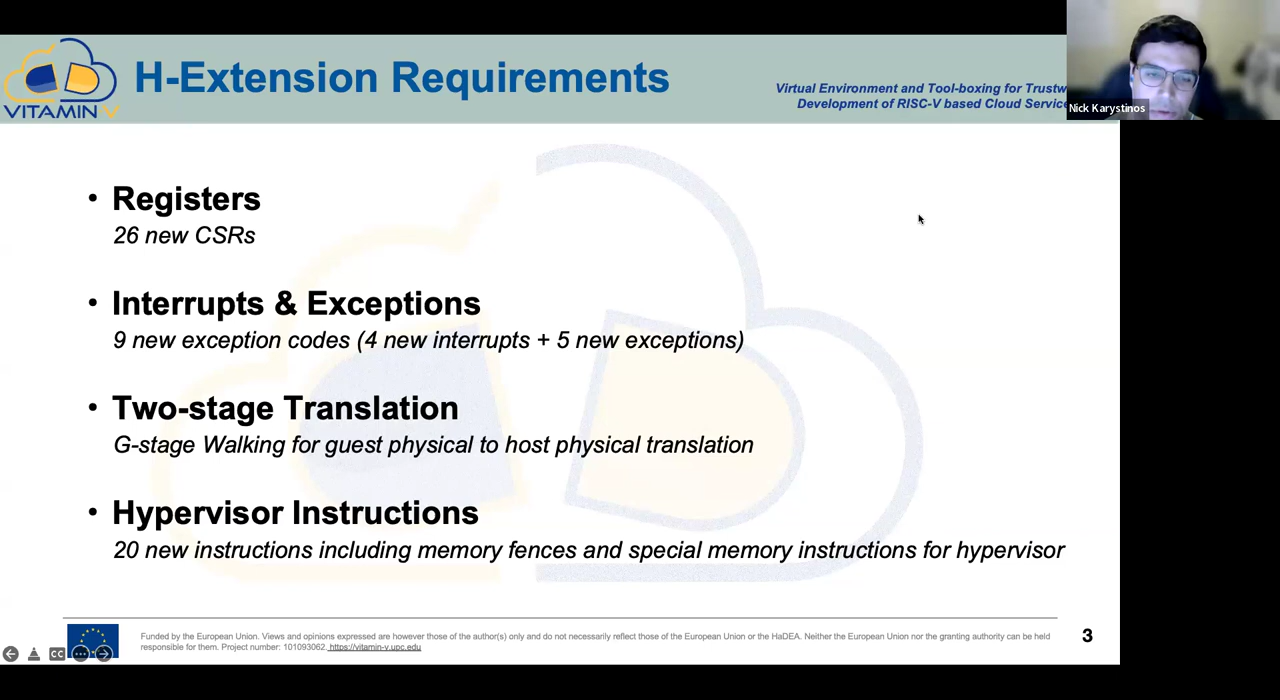 H-Extension Requirements
VITAMIN V
Virtual Environment and Tool-boxing for
Development of RISC-V based Cloud
Nick Karystinos
• Registers
26 new CSRs
• Interrupts & Exceptions
9 new exception codes (4 new interrupts + 5 new exceptions)
• Two-stage Translation
G-stage Walking for guest physical to host physical translation
• Hypervisor Instructions
20 new instructions including memory fences and special memory instructions for hypervisor
Funded by the European Union. Views and opinions expressed are however those of the author(s) only and do not necessarily reflect those of the European Union or the HaDEA. Neither the European Union nor the granting authority can be held
responsible for them. Project number: 101093062. https://vitamin-v.upc.edu
3
CC